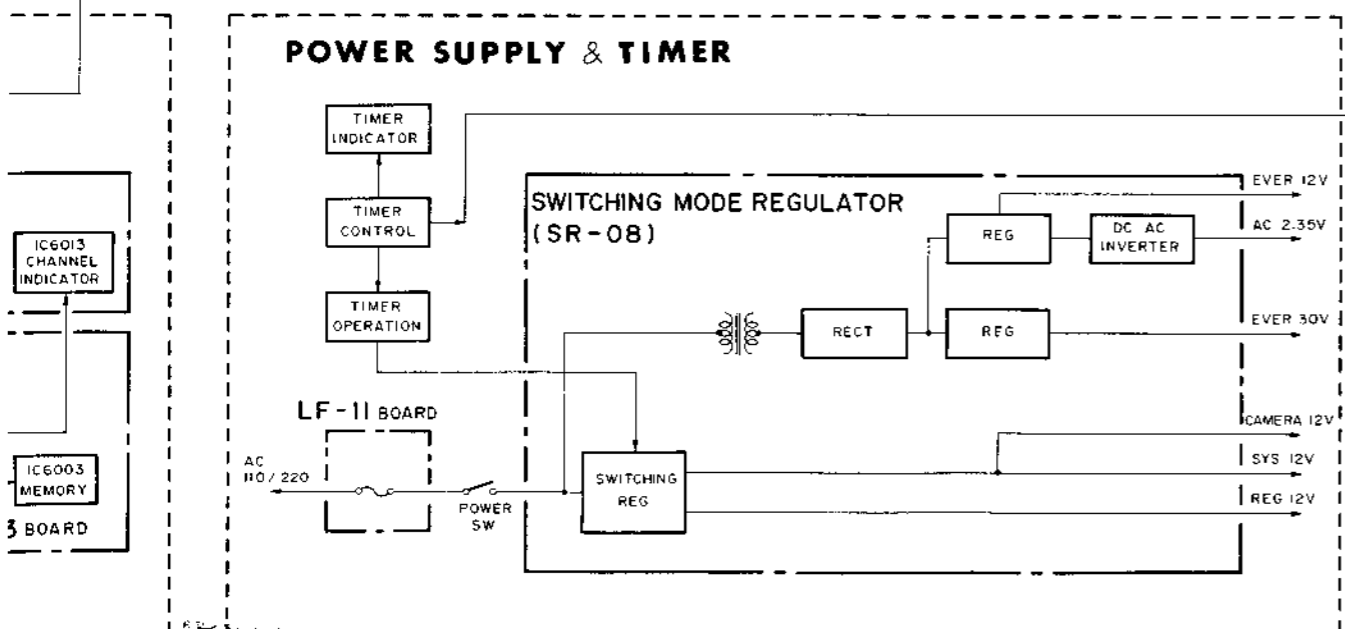 POWER SUPPLY & TIMER
TIMER
INDICATOR
TIMER
CONTROL
TIMER
OPERATION
SWITCHING MODE REGULATOR
(SR-08)
REG
DC AC
INVERTER
EVER 12V
AC 2.35V
RECT
REG
EVER 30V
IC6013
CHANNEL
INDICATOR
IC6003
MEMORY
3 BOARD
LF-11 BOARD
AC
110/220
POWER
SW
SWITCHING
REG
CAMERA 12V
SYS 12V
REG 12V